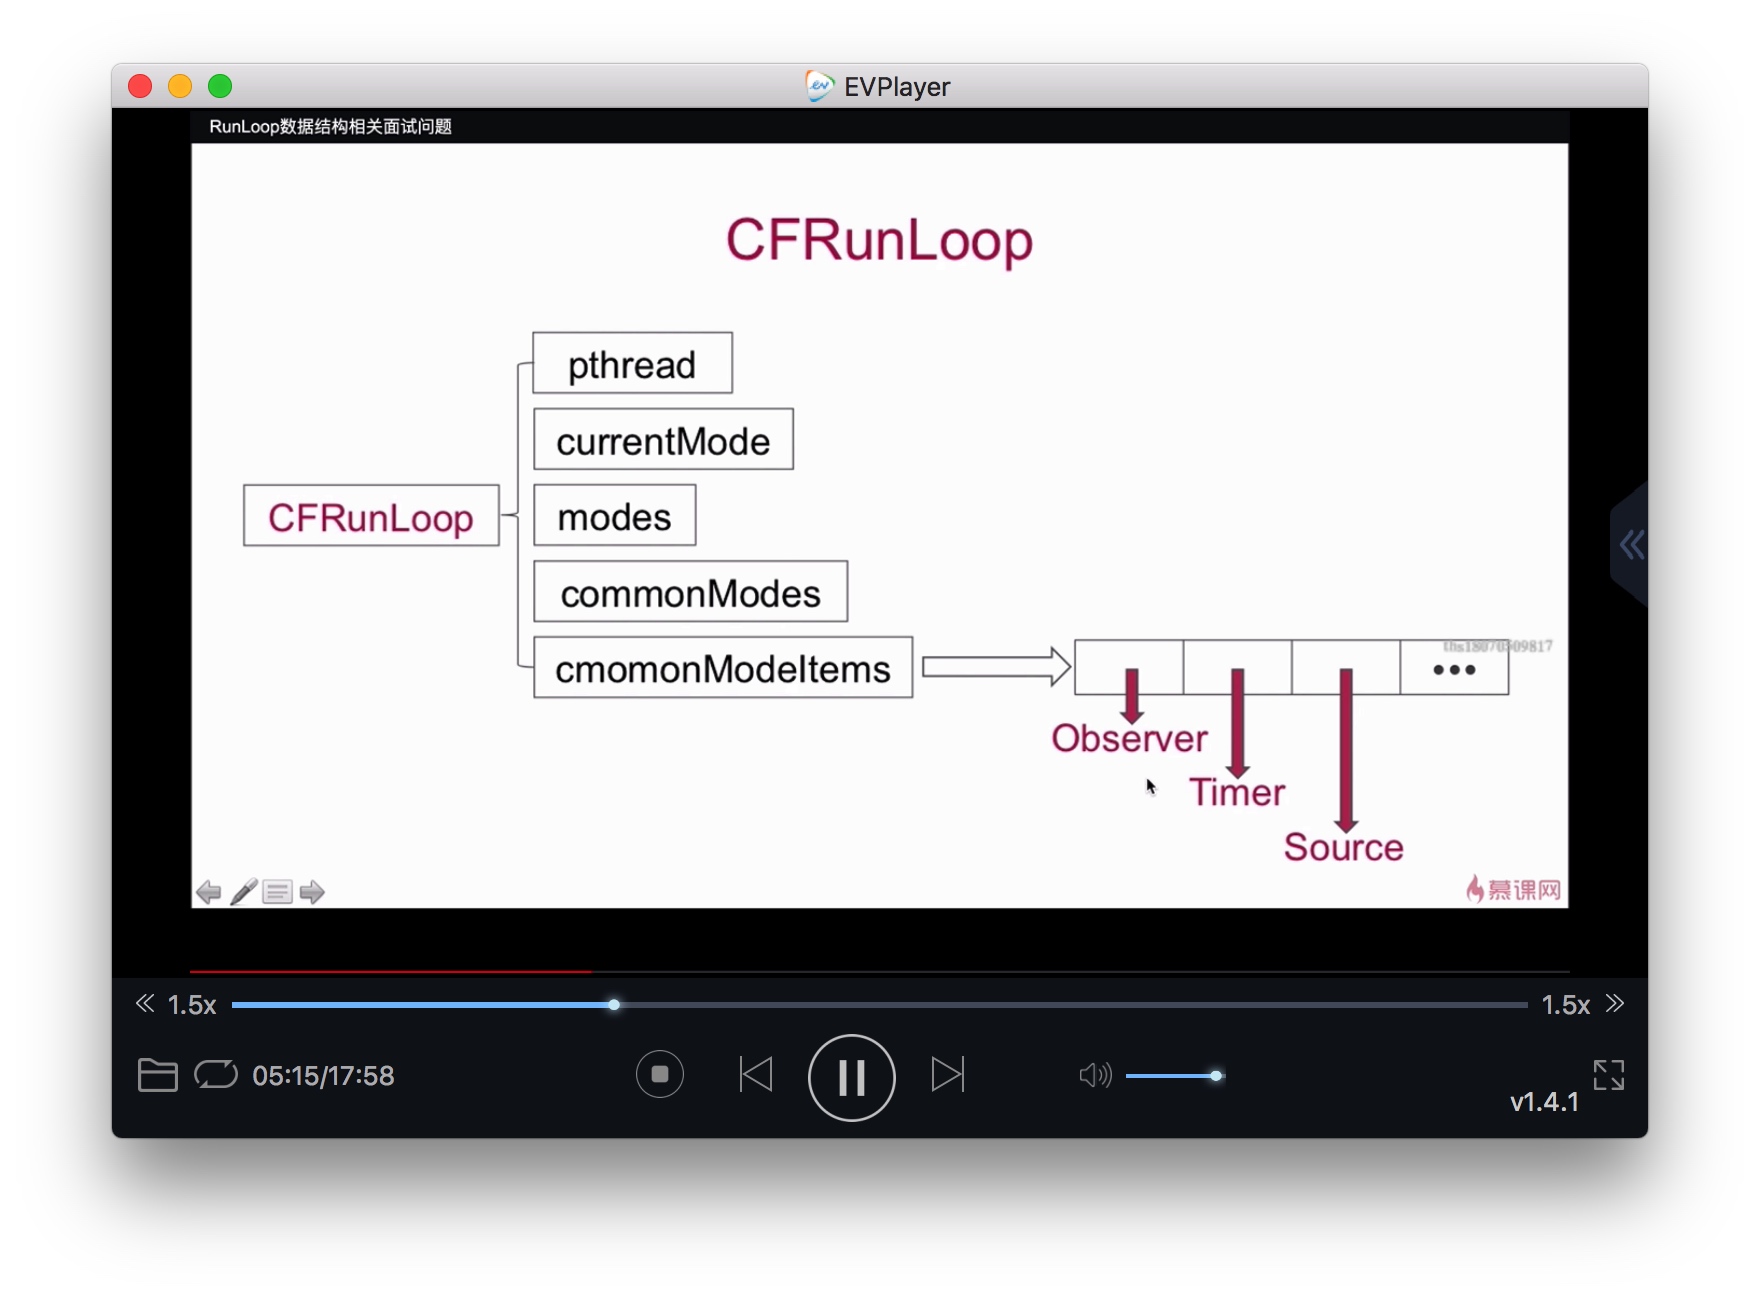 EVPlayer
RunLoop数据结构相关面试问题
CFRunLoop
pthread
currentMode
CFRunLoop
modes
commonModes
cmomonModeItems
•••
Observer
Timer
Source
慕课网
1.5x
1.5x
05:15/17:58
v1.4.1